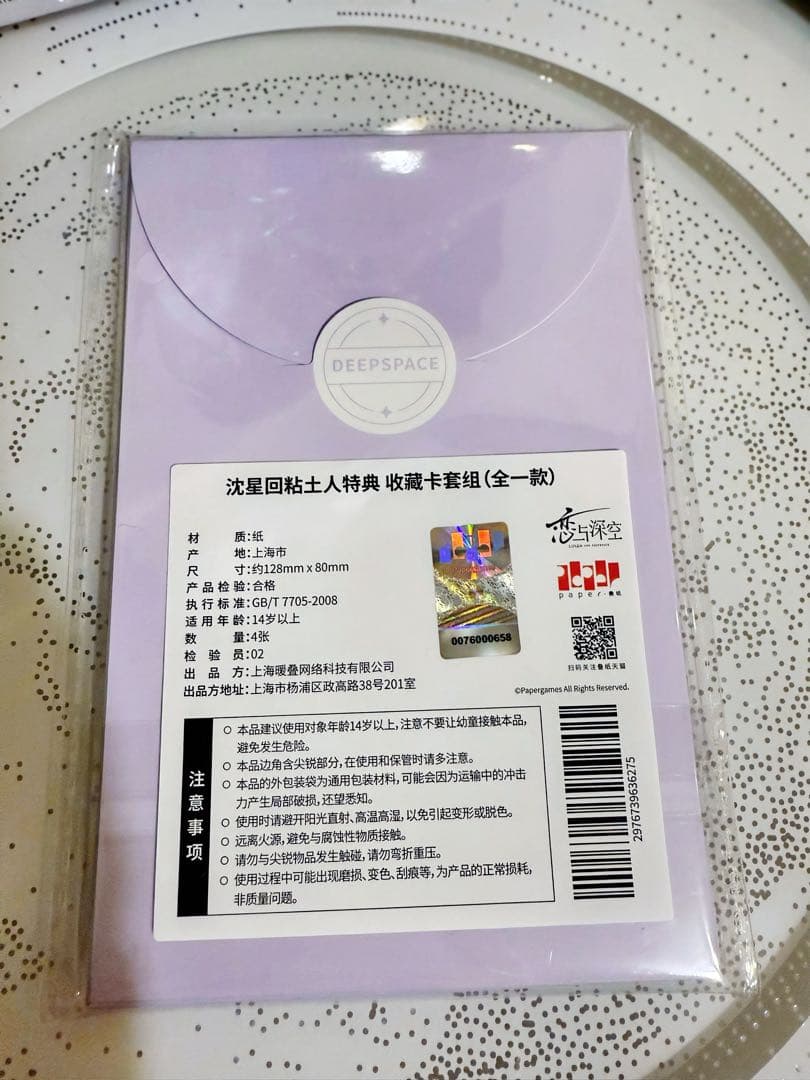 DEEPSPACE
沈星回粘土人特典 收藏卡套组(全一款)
材 质:纸
产 地:上海市
尺 寸:约128mm x 80mm
产品检验:合格
执行标准:GB/T 7705-2008
适用年龄:14岁以上
数 量:4张
检 验 员:02
出 品 方:上海暖叠网络科技有限公司
出品方地址:上海市杨浦区政高路38号201室
0076000658
恋与深空
paper·叠纸
扫码关注叠纸天猫
©Papergames All Rights Reserved.
注意事项
○ 本品建议使用对象年龄14岁以上,注意不要让幼童接触本品,
避免发生危险。
○ 本品边角含尖锐部分,在使用和保管时请多注意。
○ 本品的外包装袋为通用包装材料,可能会因为运输中的冲击
力产生局部破损,还望悉知。
○ 使用时请避开阳光直射、高温高湿,以免引起变形或脱色。
○ 远离火源,避免与腐蚀性物质接触。
○ 请勿与尖锐物品发生触碰,请勿弯折重压。
○ 使用过程中可能出现磨损、变色、刮痕等,为产品的正常损耗,
非质量问题。
2976739636275